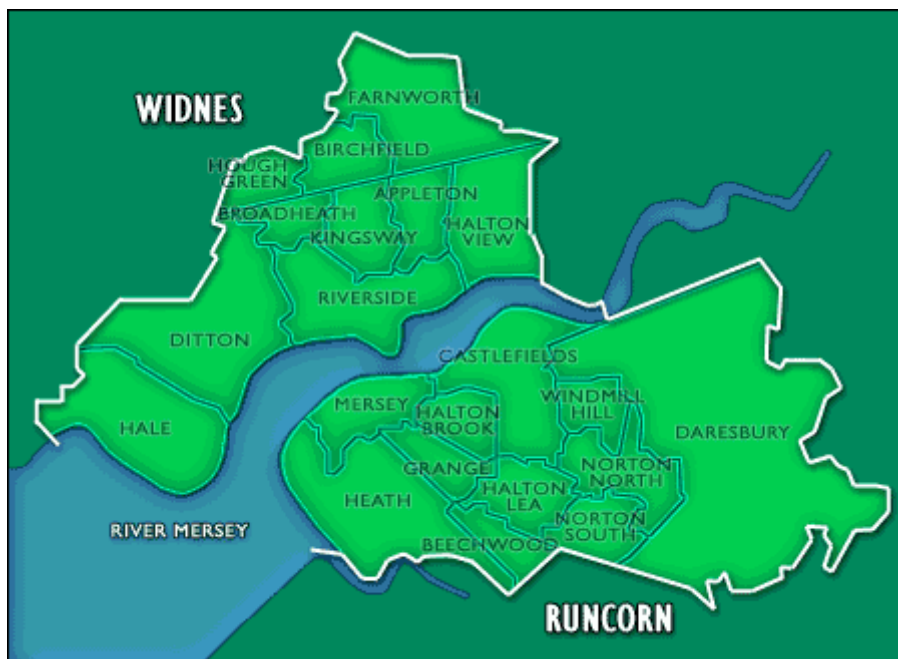 WIDNES
FARNWORTH
BIRCHFIELD
HOUGH
GREEN
APPLETON
BROADHEATH
KINGSWAY
HALTON
VIEW
RIVERSIDE
DITTON
CASTLEFIELDS
WINDMILL
HILL
MERSEY
HALTON
BROOK
HALE
DARESBURY
GRANGE
NORTON
NORTH
HEATH
HALTON
LEA
NORTON
SOUTH
RIVER MERSEY
BEECHWOOD
RUNCORN